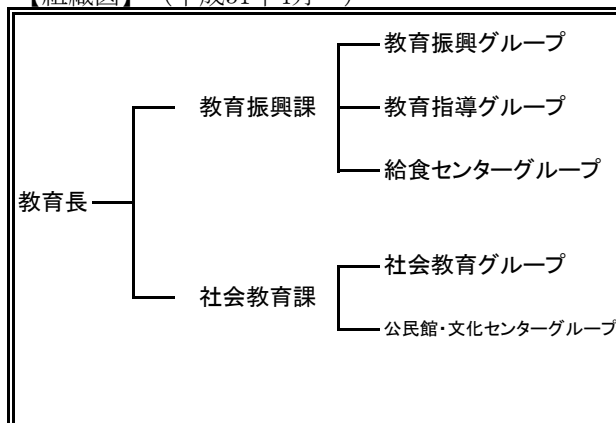 教育振興グループ
教育振興課
教育指導グループ
給食センターグループ
教育長
社会教育グループ
社会教育課
公民館・文化センターグループ